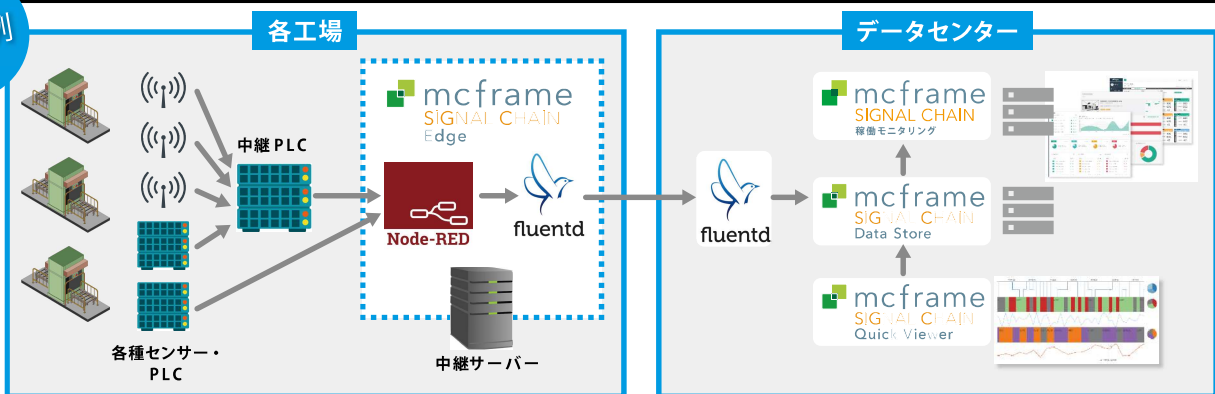 例
各工場
データセンター
中継PLC
mcframe
SIGNAL CHAIN
Edge
Node-RED
fluentd
各種センサー・
PLC
中継サーバー
fluentd
mcframe
SIGNAL CHAIN
稼働モニタリング
mcframe
SIGNAL CHAIN
Data Store
mcframe
SIGNAL CHAIN
Quick Viewer